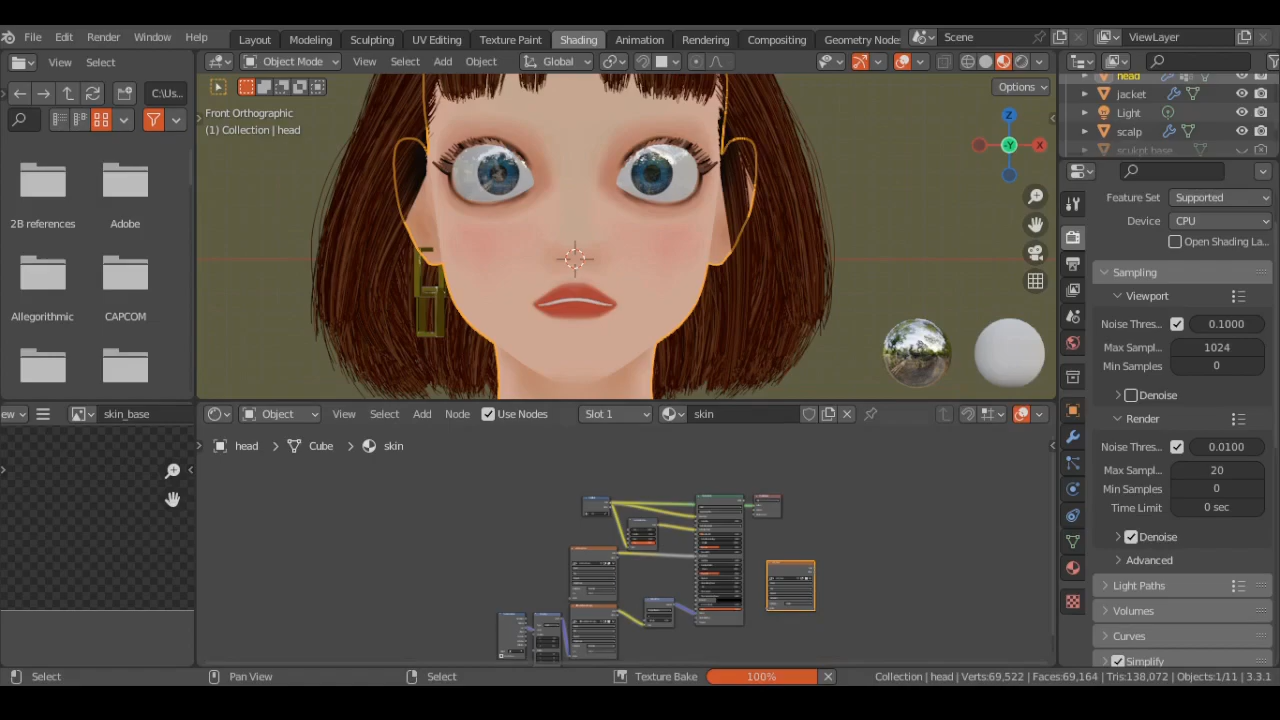 File Edit Render Window Help
Layout Modeling Sculpting UV Editing Texture Paint Shading Animation Rendering Compositing Geometry Node
Scene
ViewLayer
View Select
Object Mode View Select Add Object Global
C:\Us...
Options
Front Orthographic
(1) Collection | head
Z
X
-Y
head
jacket
Light
scalp
sculpt base
2B references
Adobe
Allegorithmic
CAPCOM
Feature Set Supported
Device CPU
Open Shading La...
Sampling
Viewport
Noise Thres... 0.1000
Max Sampl... 1024
Min Samples 0
Denoise
Render
Noise Thres... 0.0100
Max Sampl... 20
Min Samples 0
Time Limit 0 sec
Denoise
Advanced
Light Paths
Volumes
Curves
Simplify
ew
skin_base
Object View Select Add Node Use Nodes Slot 1 skin
head > Cube > skin
Select
Pan View
Select
Texture Bake 100%
Collection | head | Verts:69,522 | Faces:69,164 | Tris:138,072 | Objects:1/11 | 3.3.1